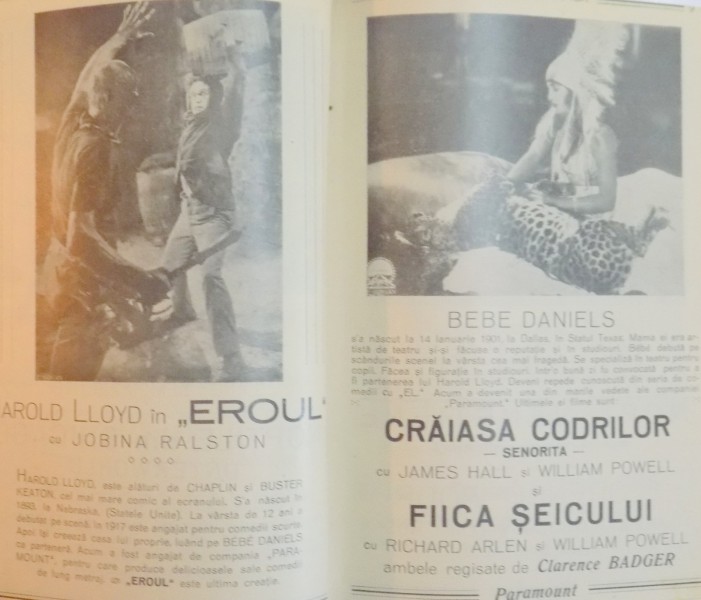 HAROLD LLOYD în „EROUL“
cu JOBINA RALSTON
HAROLD LLOYD, este alături de CHAPLIN și BUSTER
KEATON, cel mai mare comic al ecranului. S'a născut în
1893, la Nebraska, (Statele Unite). La vârsta de 12 ani a
debutat pe scenă, în 1917 este angajat pentru comedii scurte.
Apoi își creează casa lui proprie, luând pe BEBÉ DANIELS
ca parteneră. Acum a fost angajat de compania „PARA-
MOUNT“, pentru care produce delicioasele sale comedii
de lung metraj, cu „EROUL“ este ultima creație.
BEBE DANIELS
s'a născut la 14 Ianuarie 1901, la Dallas, în Statul Texas. Mama ei era ar-
tistă de teatru și-și făcuse o reputație și în studiouri. Bébé debută pe
scândurile scenei la vârsta cea mai fragedă. Se specializă în teatru pentru
copii. Făcea și figurație în studiouri. Într'o bună zi fu convocată pentru a
fi partenerea lui Harold Lloyd. Deveni repede cunoscută din seria de co-
medii cu „EL“ Acum a devenit una din marile vedete ale companiei
„Paramount“. Ultimele ei filme sunt:
CRĂIASA CODRILOR
— SENORITA —
cu JAMES HALL și WILLIAM POWELL
și
FIICA ȘEICULUI
cu RICHARD ARLEN și WILLIAM POWELL
ambele regisate de Clarence BADGER
Paramount